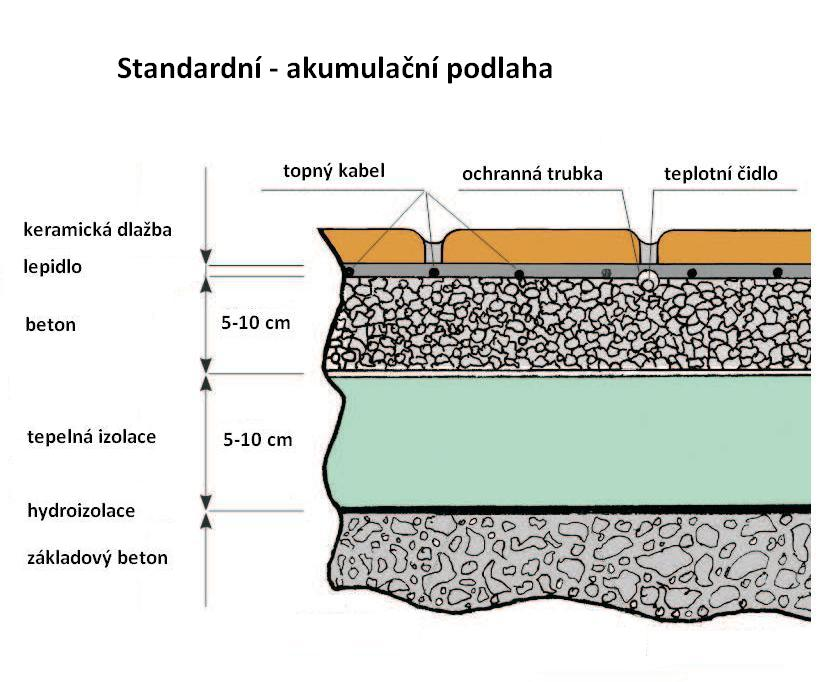 Standardní - akumulační podlaha
topný kabel
ochranná trubka
teplotní čidlo
keramická dlažba
lepidlo
beton
5-10 cm
tepelná izolace
5-10 cm
hydroizolace
základový beton